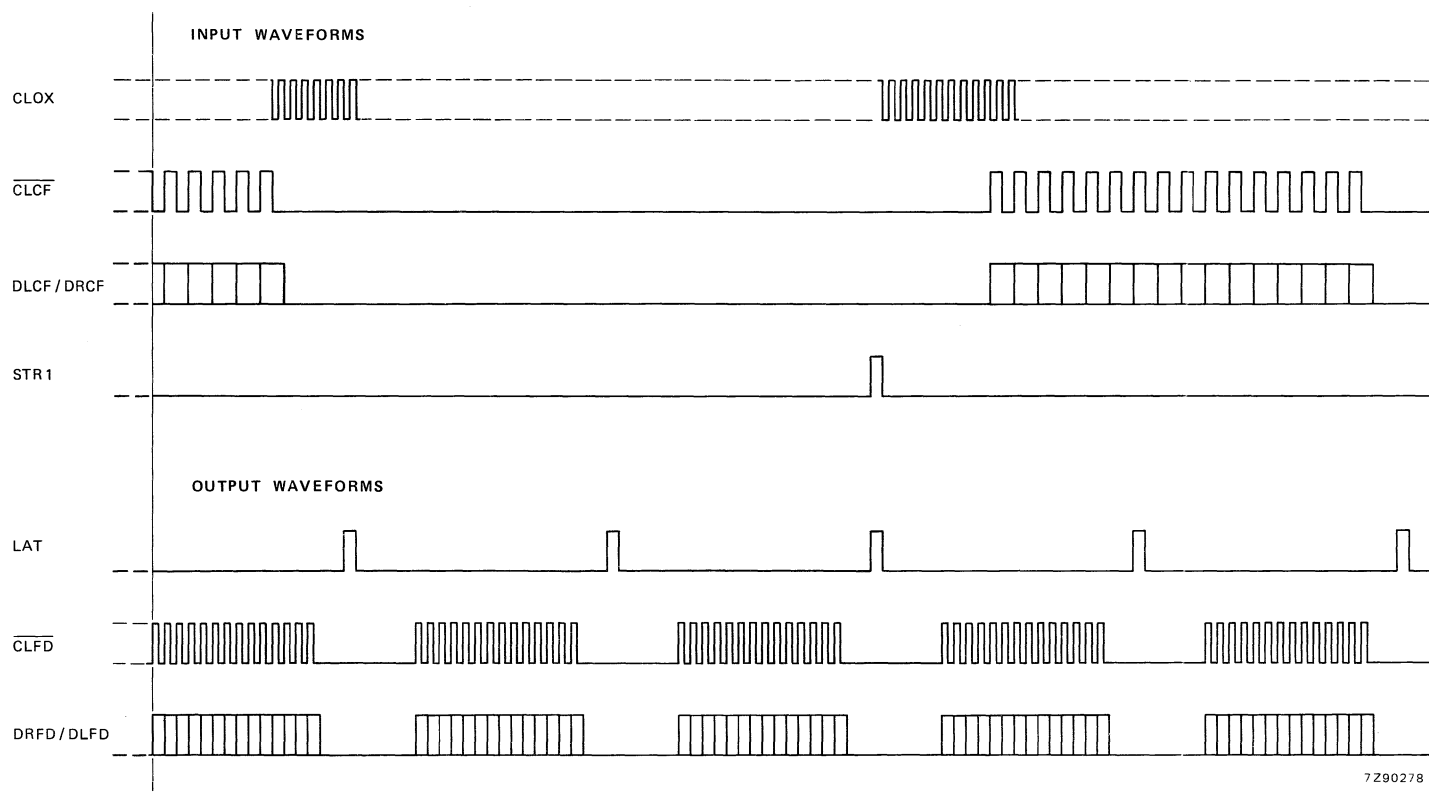 INPUT WAVEFORMS
CLOX
CLCF
DLCF/DRCF
STR1
OUTPUT WAVEFORMS
LAT
CLFD
DRFD/DLFD
7Z90278